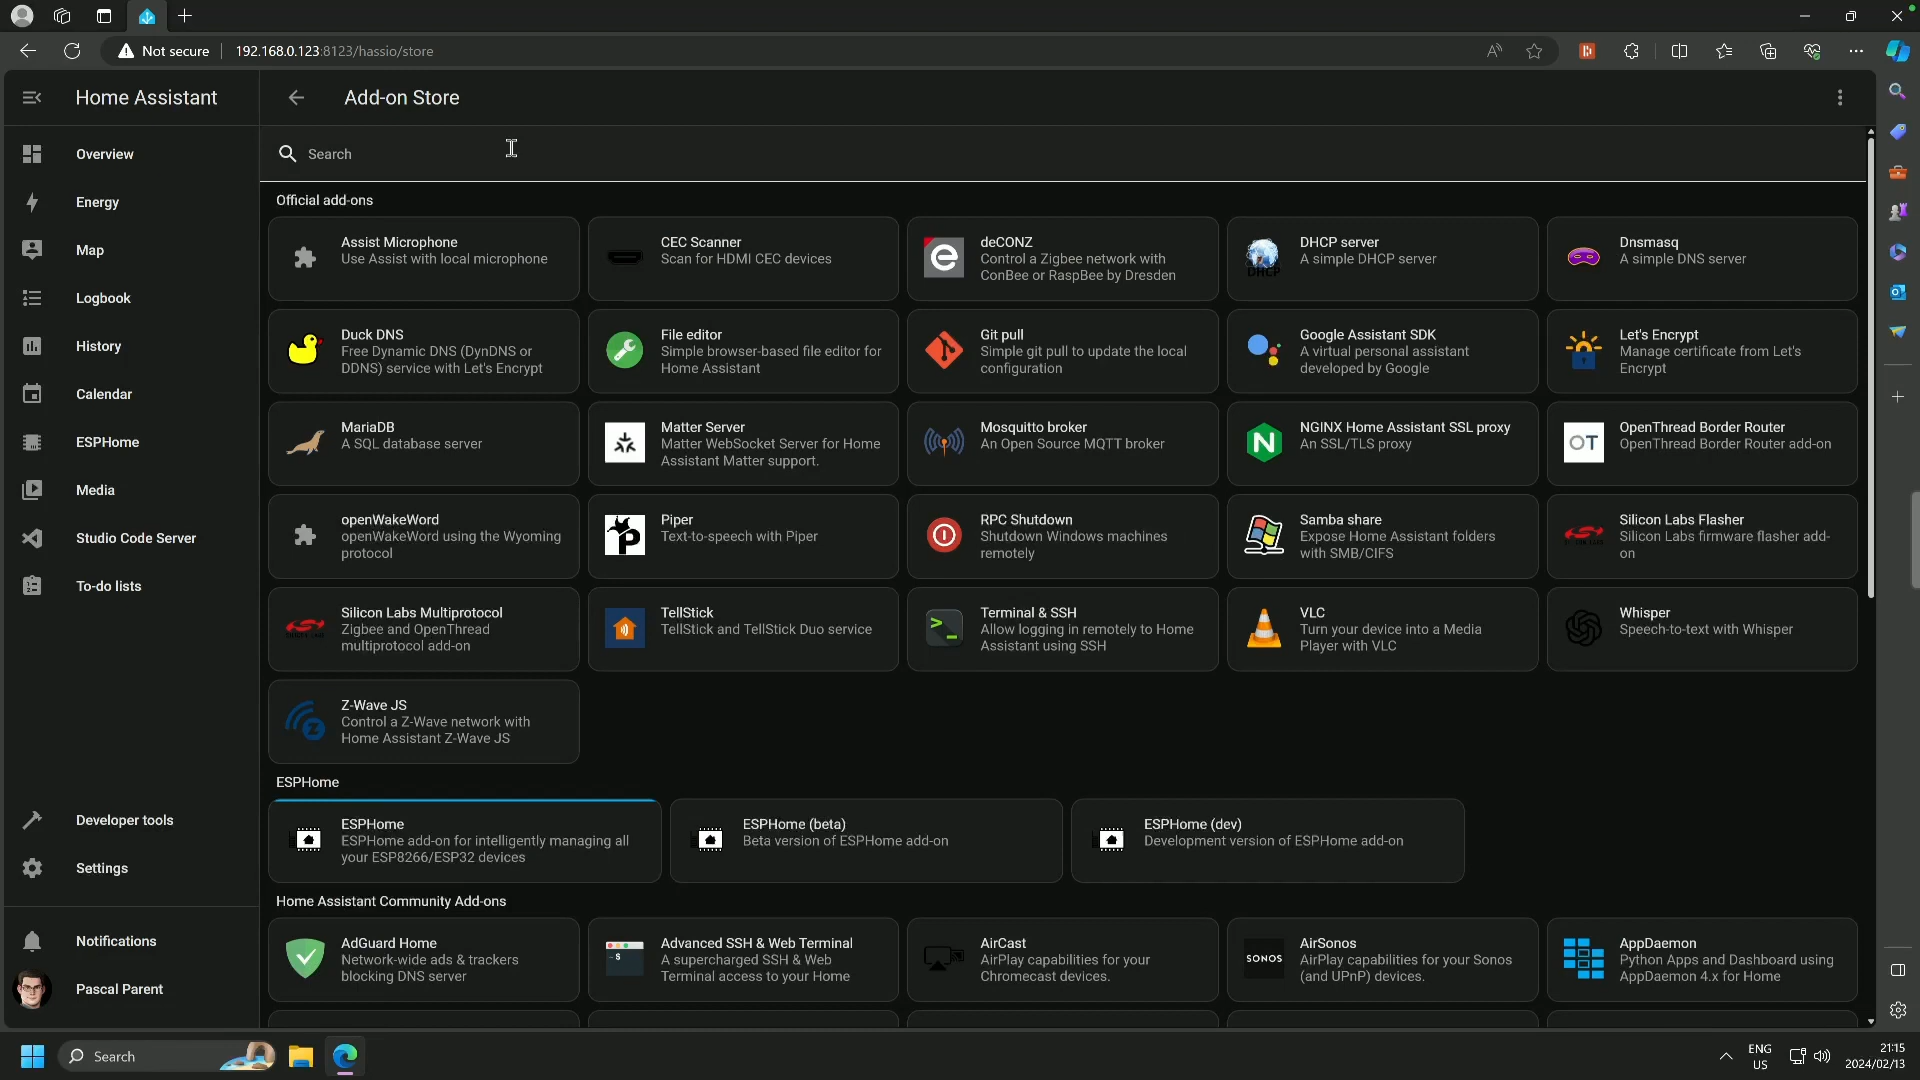 Not secure
192.168.0.123:8123/hassio/store
Home Assistant
Add-on Store
Overview
Energy
Map
Logbook
History
Calendar
ESPHome
Media
Studio Code Server
To-do lists
Developer tools
Settings
Notifications
Pascal Parent
Search
Official add-ons
Assist Microphone
Use Assist with local microphone
CEC Scanner
Scan for HDMI CEC devices
deCONZ
Control a Zigbee network with
ConBee or RaspBee by Dresden
DHCP
DHCP server
A simple DHCP server
Dnsmasq
A simple DNS server
Duck DNS
Free Dynamic DNS (DynDNS or
DDNS) service with Let's Encrypt
File editor
Simple browser-based file editor for
Home Assistant
Git pull
Simple git pull to update the local
configuration
Google Assistant SDK
A virtual personal assistant
developed by Google
Let's Encrypt
Manage certificate from Let's
Encrypt
MariaDB
A SQL database server
Matter Server
Matter WebSocket Server for Home
Assistant Matter support.
Mosquitto broker
An Open Source MQTT broker
N
NGINX Home Assistant SSL proxy
An SSL/TLS proxy
OT
OpenThread Border Router
OpenThread Border Router add-on
openWakeWord
openWakeWord using the Wyoming
protocol
Piper
Text-to-speech with Piper
RPC Shutdown
Shutdown Windows machines
remotely
Samba share
Expose Home Assistant folders
with SMB/CIFS
Silicon Labs Flasher
Silicon Labs firmware flasher add-
on
Silicon Labs Multiprotocol
Zigbee and OpenThread
multiprotocol add-on
TellStick
TellStick and TellStick Duo service
Terminal & SSH
Allow logging in remotely to Home
Assistant using SSH
VLC
Turn your device into a Media
Player with VLC
Whisper
Speech-to-text with Whisper
Z-Wave JS
Control a Z-Wave network with
Home Assistant Z-Wave JS
ESPHome
ESPHome
ESPHome add-on for intelligently managing all
your ESP8266/ESP32 devices
ESPHome (beta)
Beta version of ESPHome add-on
ESPHome (dev)
Development version of ESPHome add-on
Home Assistant Community Add-ons
AdGuard Home
Network-wide ads & trackers
blocking DNS server
Advanced SSH & Web Terminal
A supercharged SSH & Web
Terminal access to your Home
AirCast
AirPlay capabilities for your
Chromecast devices.
SONOS
AirSonos
AirPlay capabilities for your Sonos
(and UPnP) devices.
AppDaemon
Python Apps and Dashboard using
AppDaemon 4.x for Home
Search
ENG
US
21:15
2024/02/13